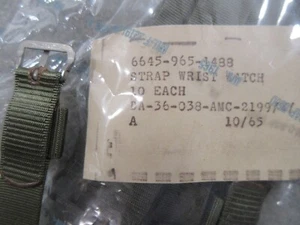 6645-965-1488
STRAP WRIST WATCH
10 EACH
DA-36-038-AMC-2199/
A 10/65